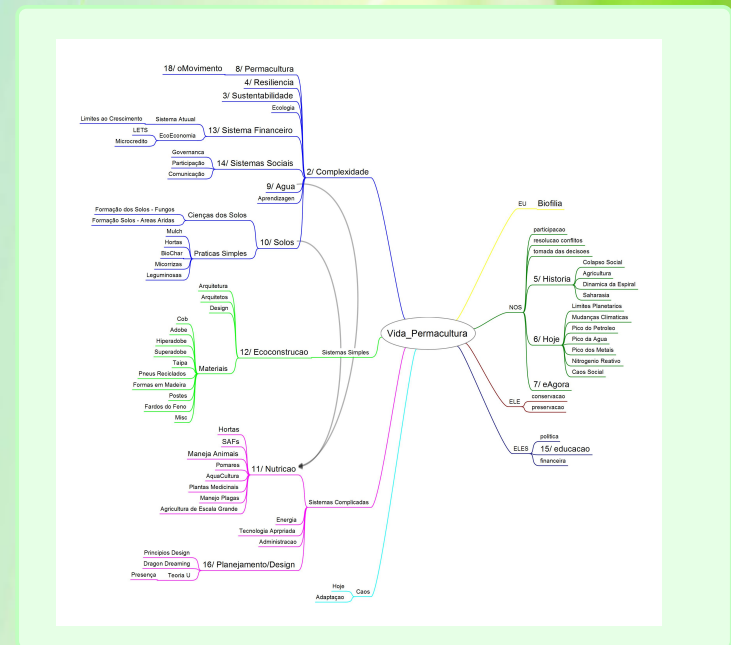 18/ oMovimento
8/ Permacultura
4/ Resiliencia
3/ Sustentabilidade
Ecologia
Limites ao Crescimento
Sistema Atuual
LETS
Microcredito
EcoEconomia
13/ Sistema Financeiro
Governanca
Participação
Comunicação
14/ Sistemas Sociais
9/ Agua
Aprendizagen
2/ Complexidade
Formação dos Solos - Fungos
Formação Solos - Areas Aridas
Cienças dos Solos
Mulch
Hortas
BioChar
Micorrizas
Leguminosas
Praticas Simples
10/ Solos
Arquitetura
Arquitetos
Design
Cob
Adobe
Hiperadobe
Superadobe
Taipa
Pneus Reciclados
Formas em Madeira
Postes
Fardos do Feno
Misc
Materiais
12/ Ecoconstrucao
Sistemas Simples
Hortas
SAFs
Maneja Animais
Pomares
AquaCultura
Plantas Medicinais
Manejo Plagas
Agricultura de Escala Grande
11/ Nutricao
Energia
Tecnologia Aprpriada
Administracao
Principios Design
Dragon Dreaming
Presença
Teoria U
16/ Planejamento/Design
Sistemas Complicadas
Hoje
Adaptaçao
Caos
Vida_Permacultura
EU
Biofilia
NOS
participacao
resolucao conflitos
tomada das decisoes
5/ Historia
Colapso Social
Agricultura
Dinamica da Espiral
Saharasia
6/ Hoje
Limites Planetarios
Mudanças Climaticas
Pico do Petroleo
Pico da Agua
Pico dos Metais
Nitrogenio Reativo
Caos Social
7/ eAgora
ELE
conservacao
preservacao
ELES
politica
15/ educacao
financeira